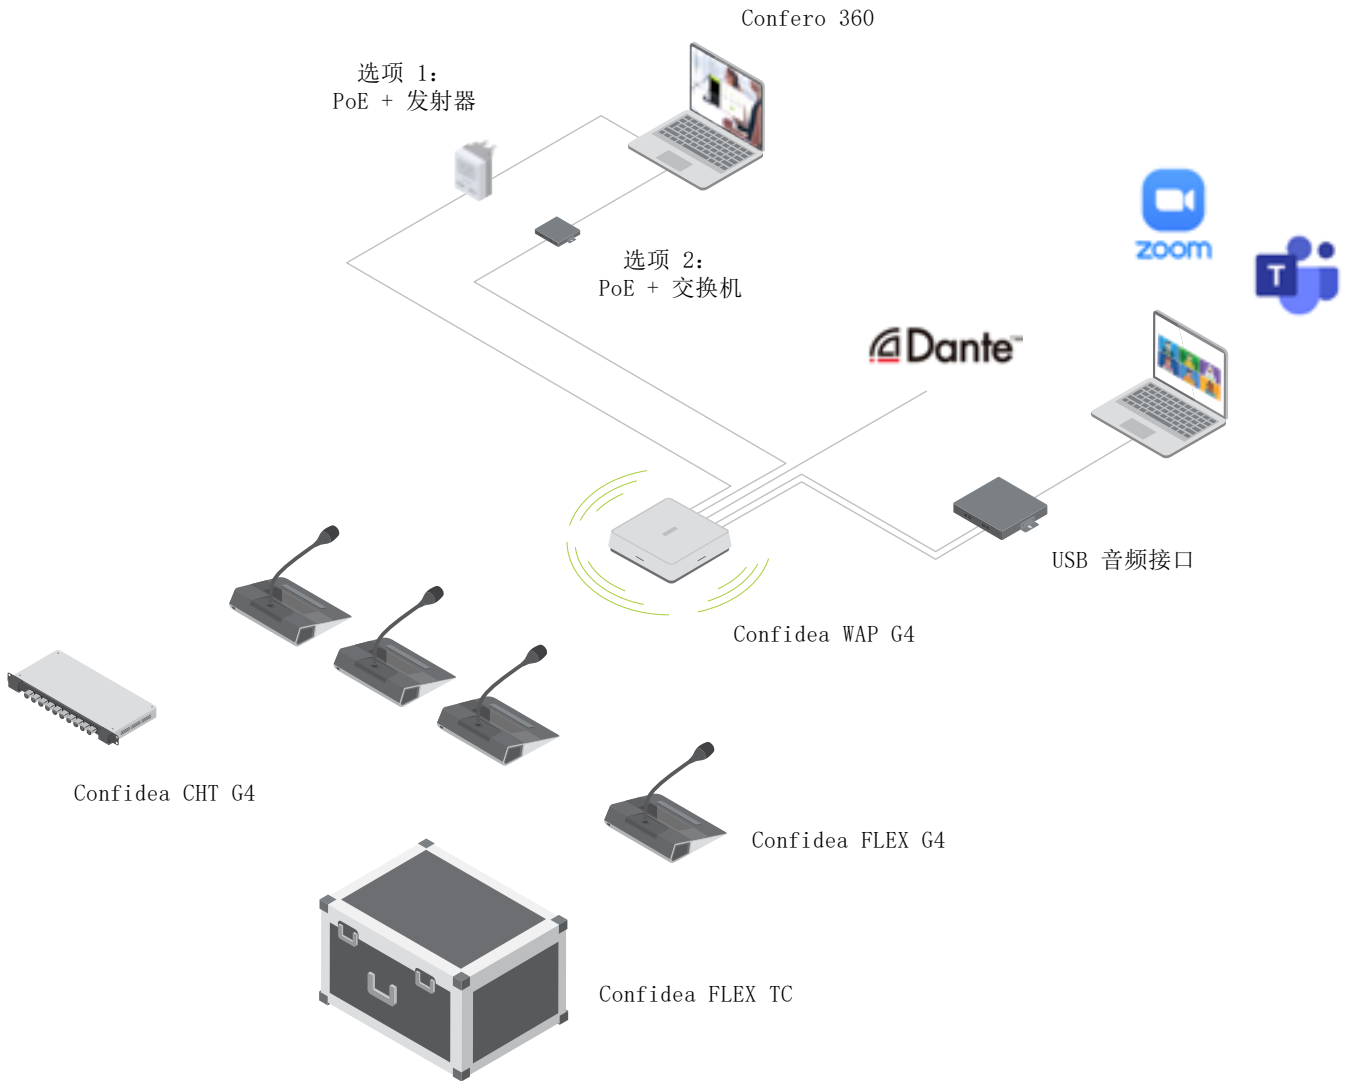 Confero 360
选项 1:
PoE + 发射器
zoom
T
选项 2:
PoE + 交换机
Dante™
USB 音频接口
Confidea WAP G4
Confidea CHT G4
Confidea FLEX G4
Confidea FLEX TC